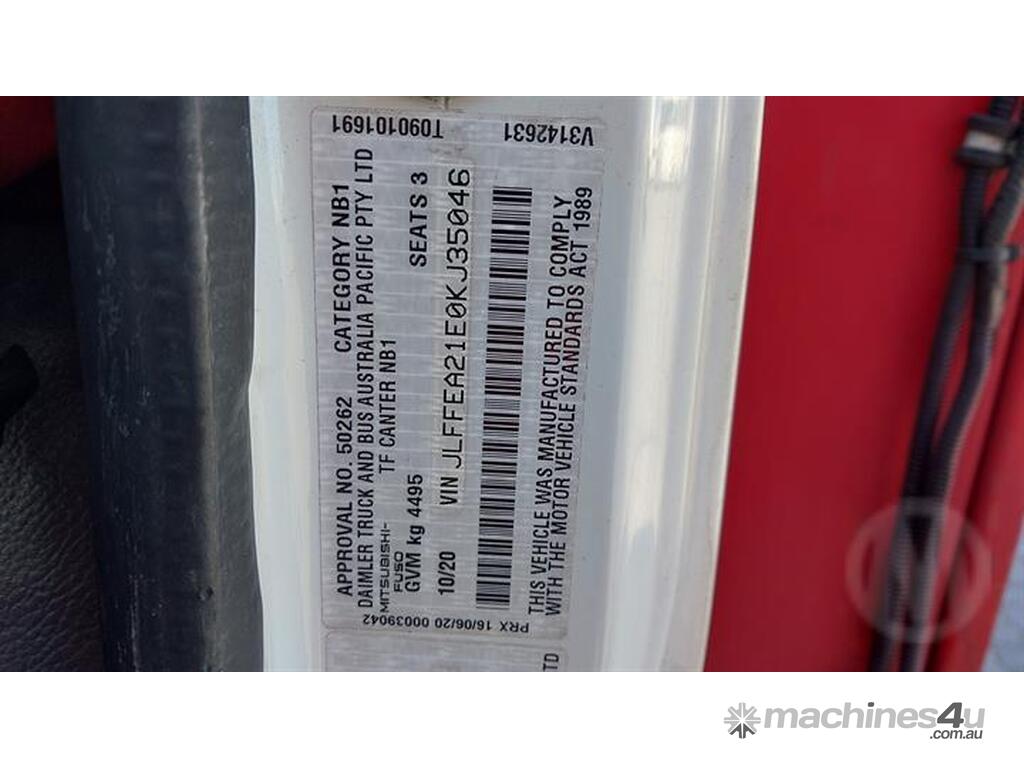 APPROVAL NO. 50262 CATEGORY NB1
DAIMLER TRUCK AND BUS AUSTRALIA PACIFIC PTY LTD
MITSUBISHI-
FUSO
TF CANTER NB1
GVM kg 4495 SEATS 3
10/20 VIN JLFFEA21E0KJ35046
THIS VEHICLE WAS MANUFACTURED TO COMPLY
WITH THE MOTOR VEHICLE STANDARDS ACT 1989
PRX 16/06/20 00039042
T090101691
V3142631
TD
machines4u
.com.au